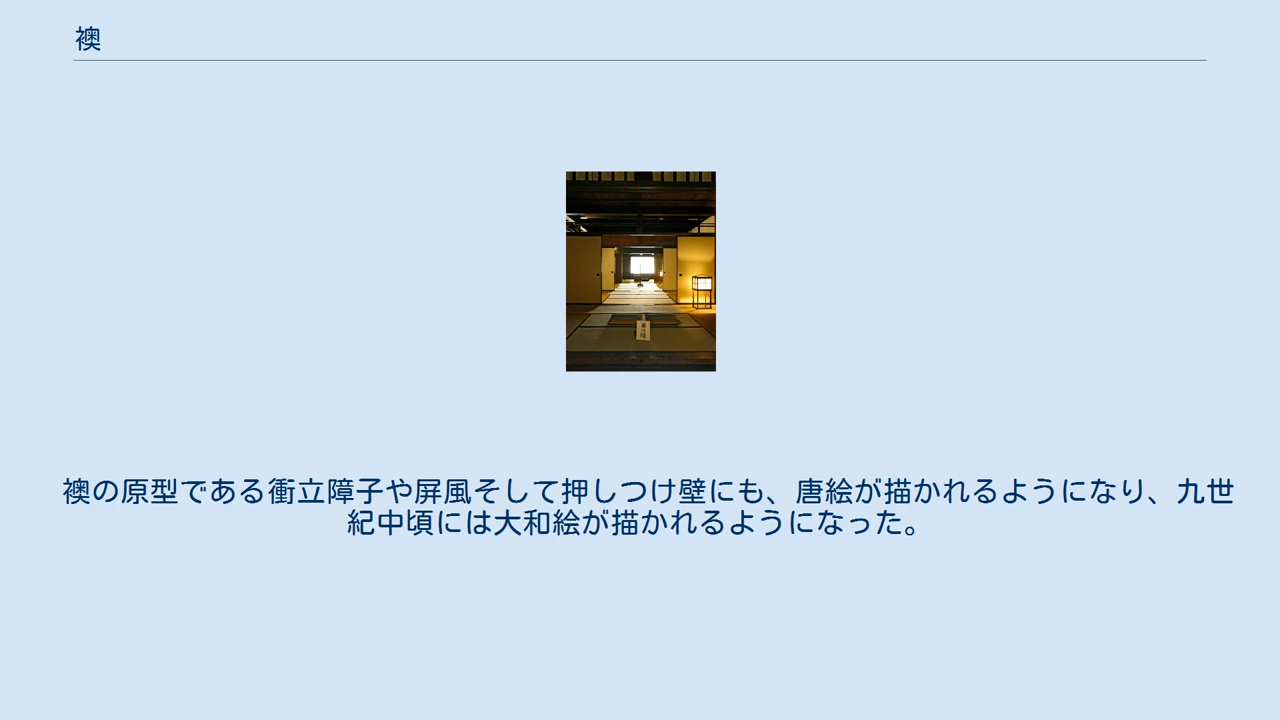 襖
襖の原型である衝立障子や屏風そして押しつけ壁にも、唐絵が描かれるようになり、九世
紀中頃には大和絵が描かれるようになった。